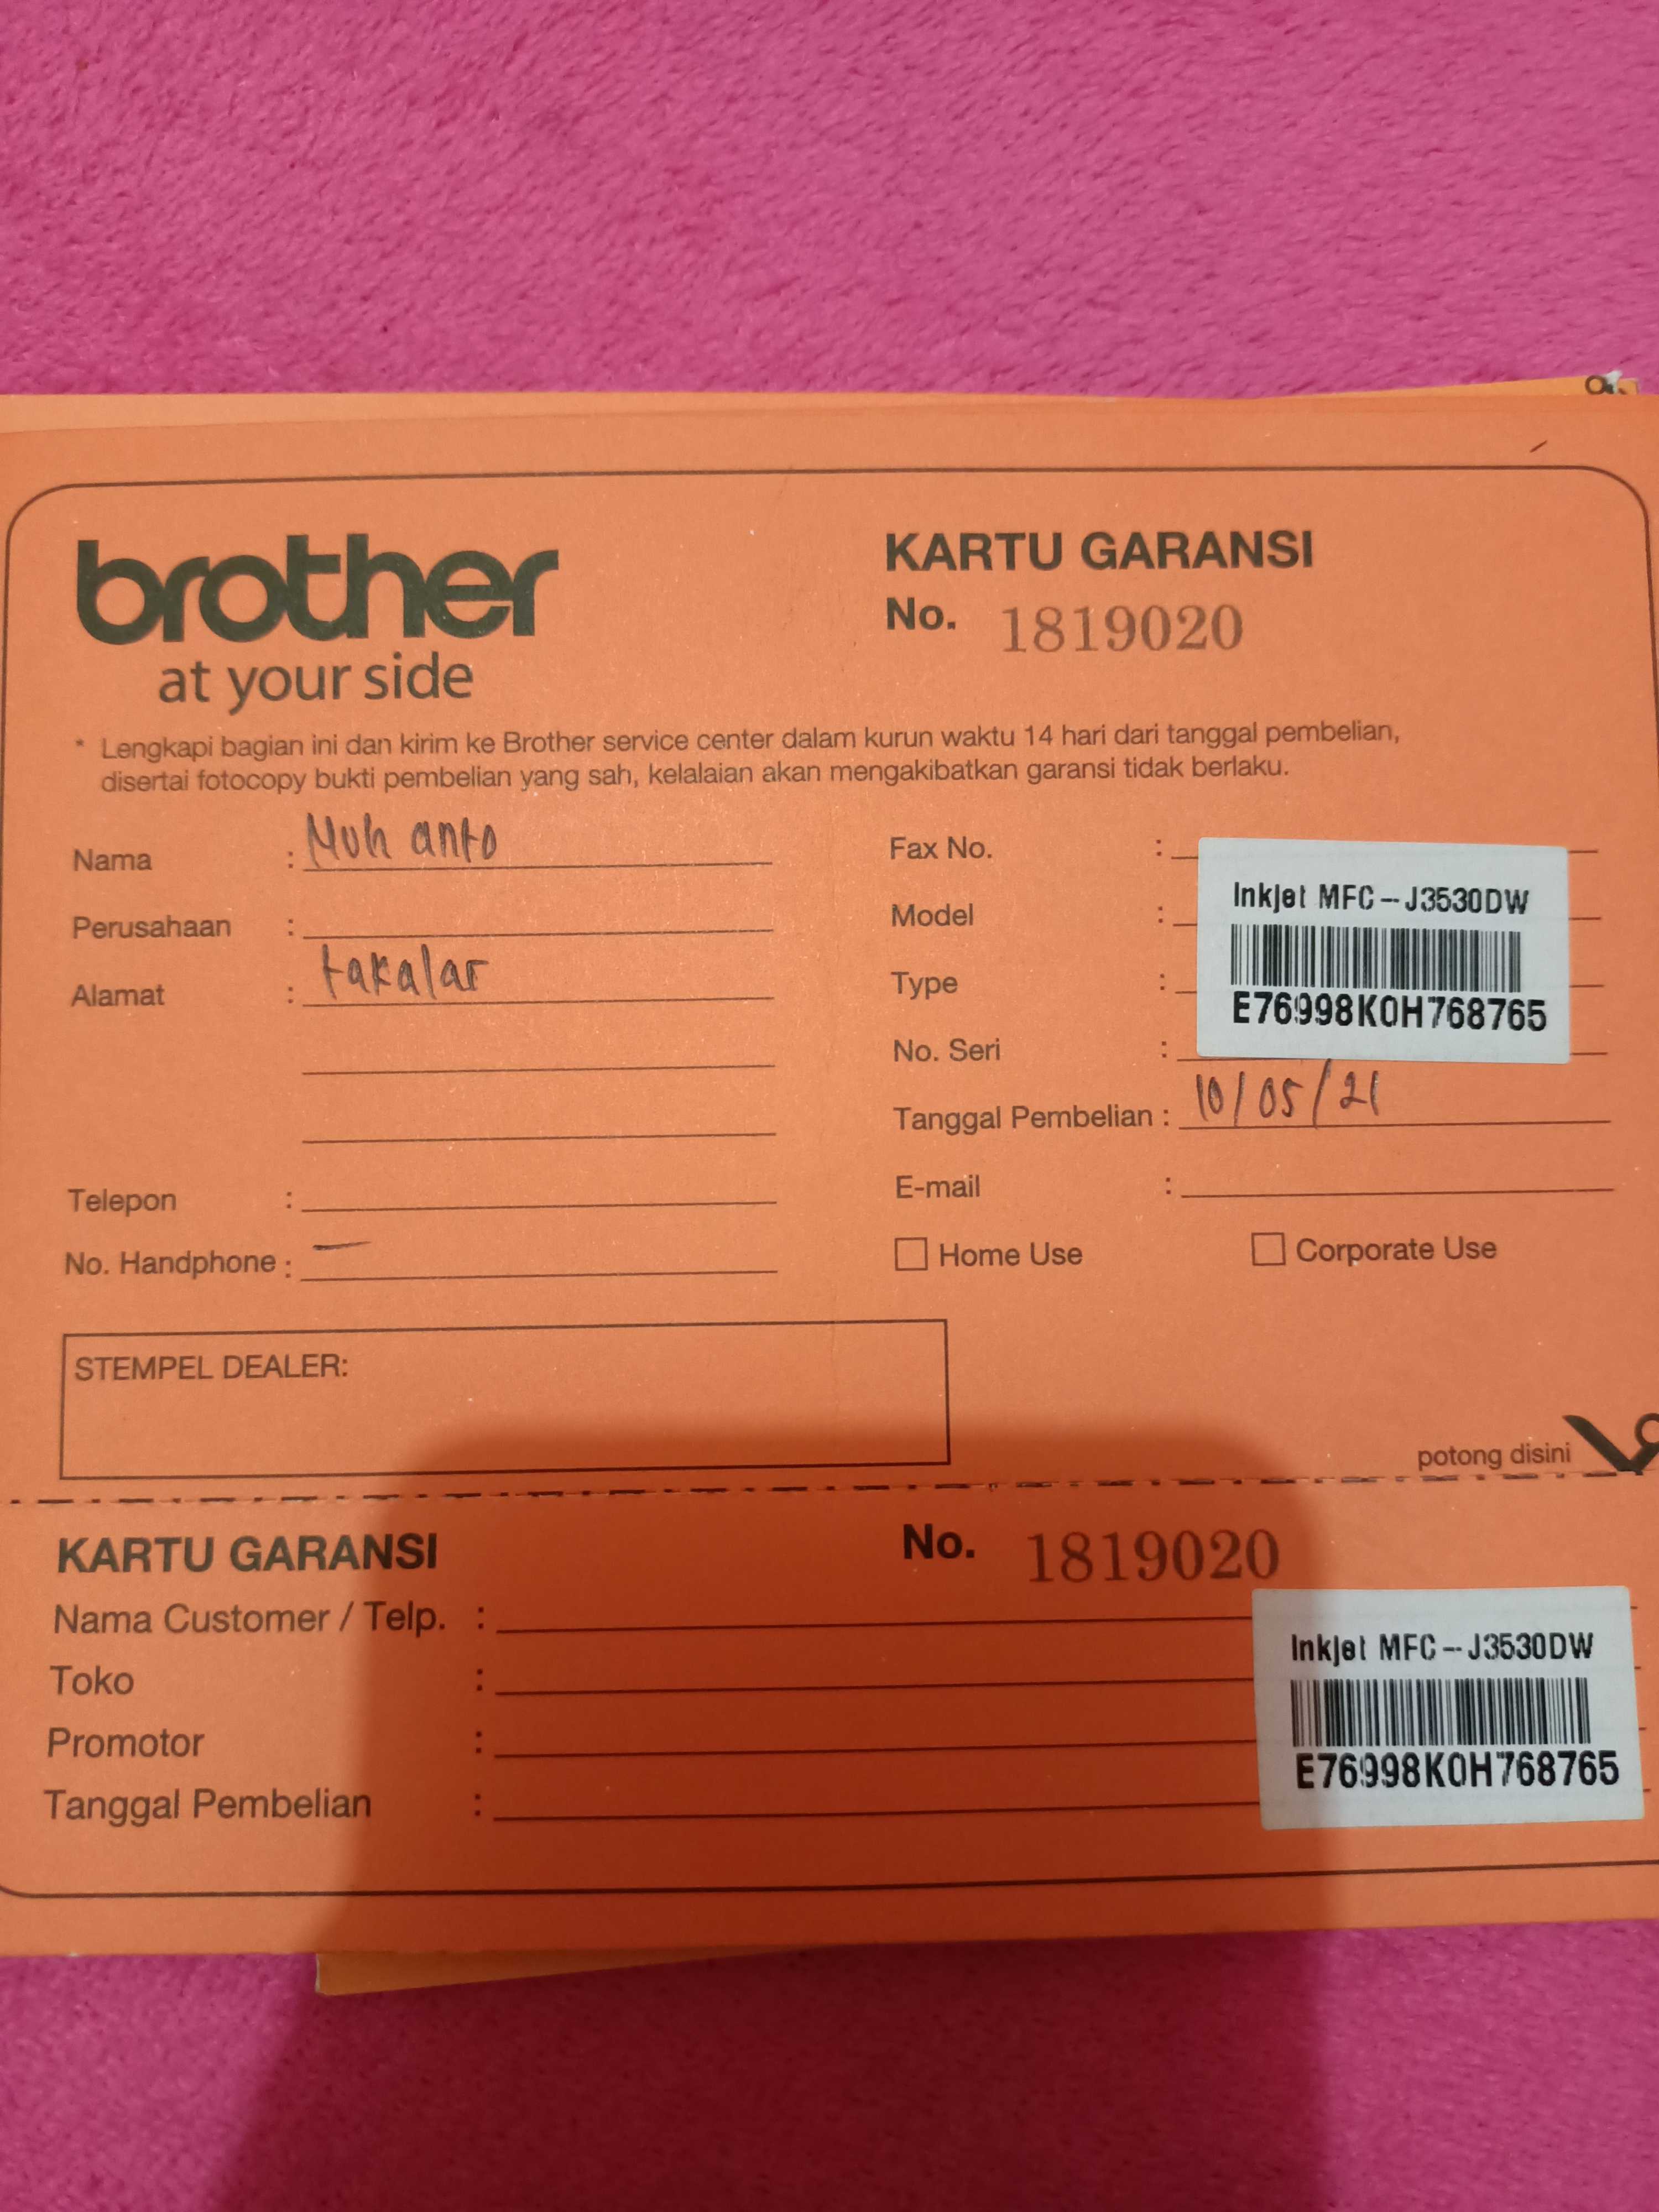 brother
at your side
KARTU GARANSI
No. 1819020
* Lengkapi bagian ini dan kirim ke Brother service center dalam kurun waktu 14 hari dari tanggal pembelian,
disertai fotocopy bukti pembelian yang sah, kelalaian akan mengakibatkan garansi tidak berlaku.
Nama : Muh anto
Perusahaan :
Alamat : takalar
Telepon :
No. Handphone : —
Fax No. :
Model :
Type :
No. Seri :
Inkjet MFC-J3530DW
E76998K0H768765
Tanggal Pembelian : 10/05/21
E-mail :
Home Use
Corporate Use
STEMPEL DEALER:
potong disini
KARTU GARANSI
No. 1819020
Nama Customer / Telp. :
Toko :
Promotor :
Tanggal Pembelian :
Inkjet MFC-J3530DW
E76998K0H768765